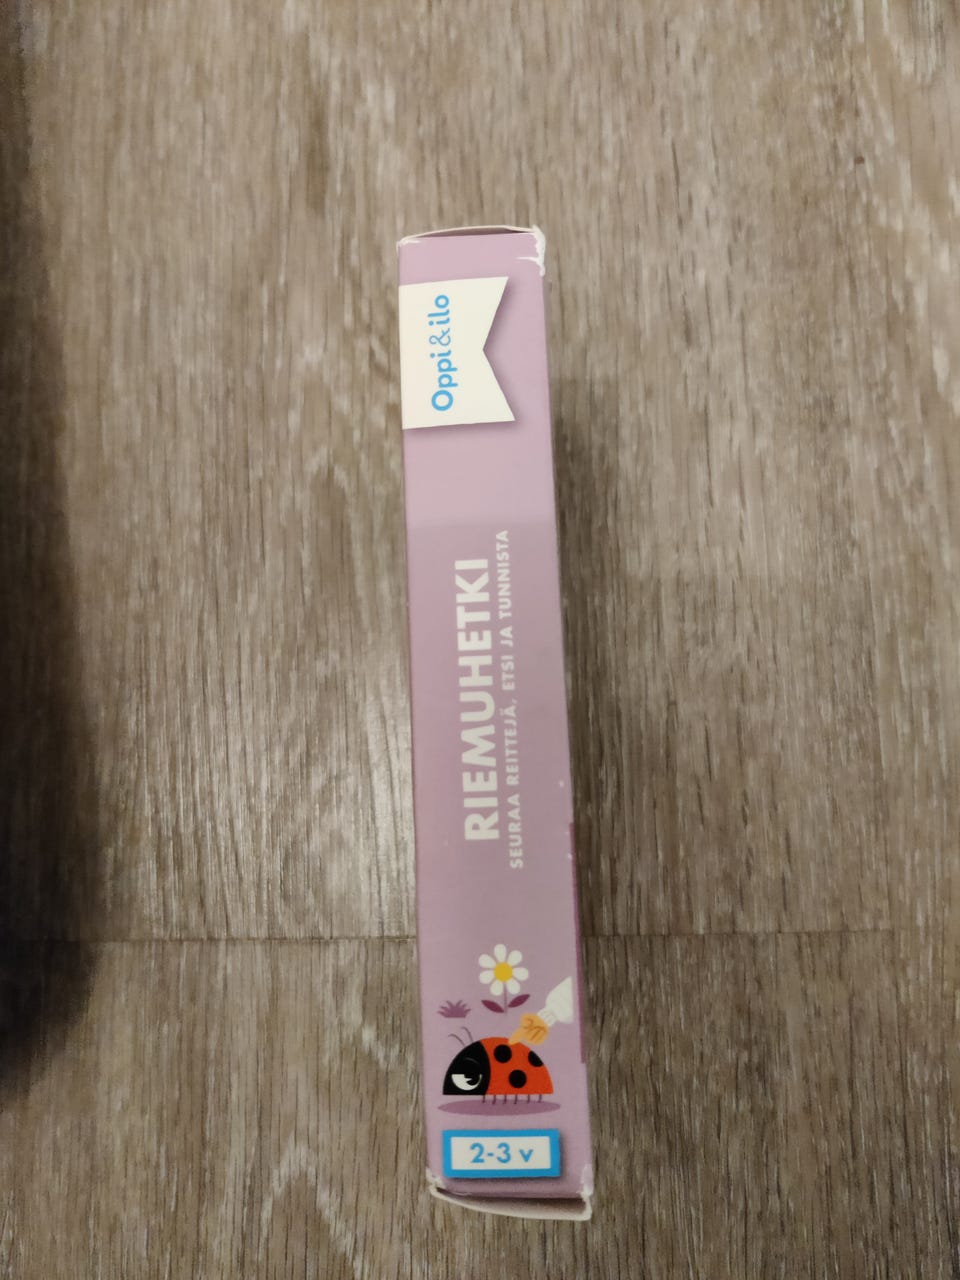 Oppi&ilo
RIEMUHETKI
SEURAA REITTEJÄ, ETSI JA TUNNISTA
2-3 v